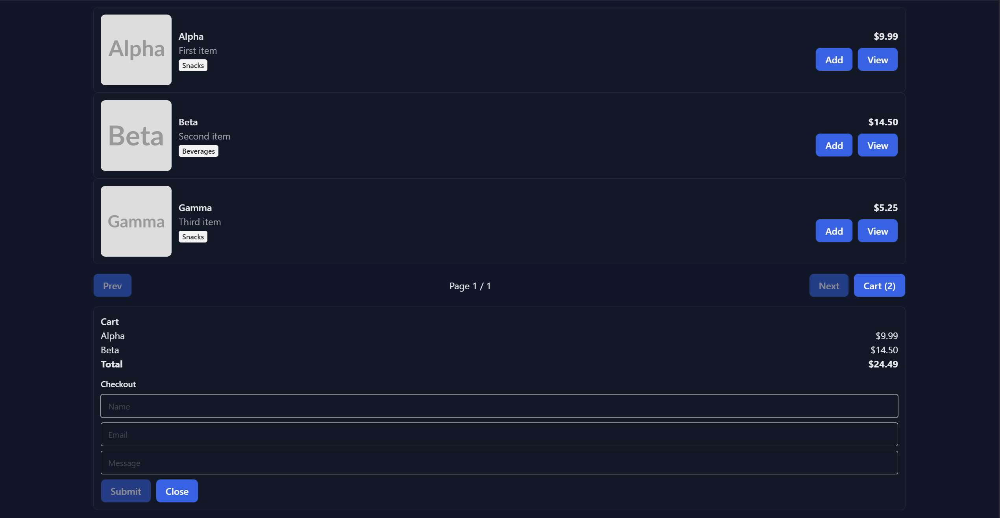 Alpha
Alpha
$9.99
First item
Snacks
Add View
Beta
Beta
$14.50
Second item
Beverages
Add View
Gamma
Gamma
$5.25
Third item
Snacks
Add View
Prev Page 1 / 1 Next Cart (2)
Cart
Alpha $9.99
Beta $14.50
Total $24.49
Checkout
Name
Email
Message
Submit Close